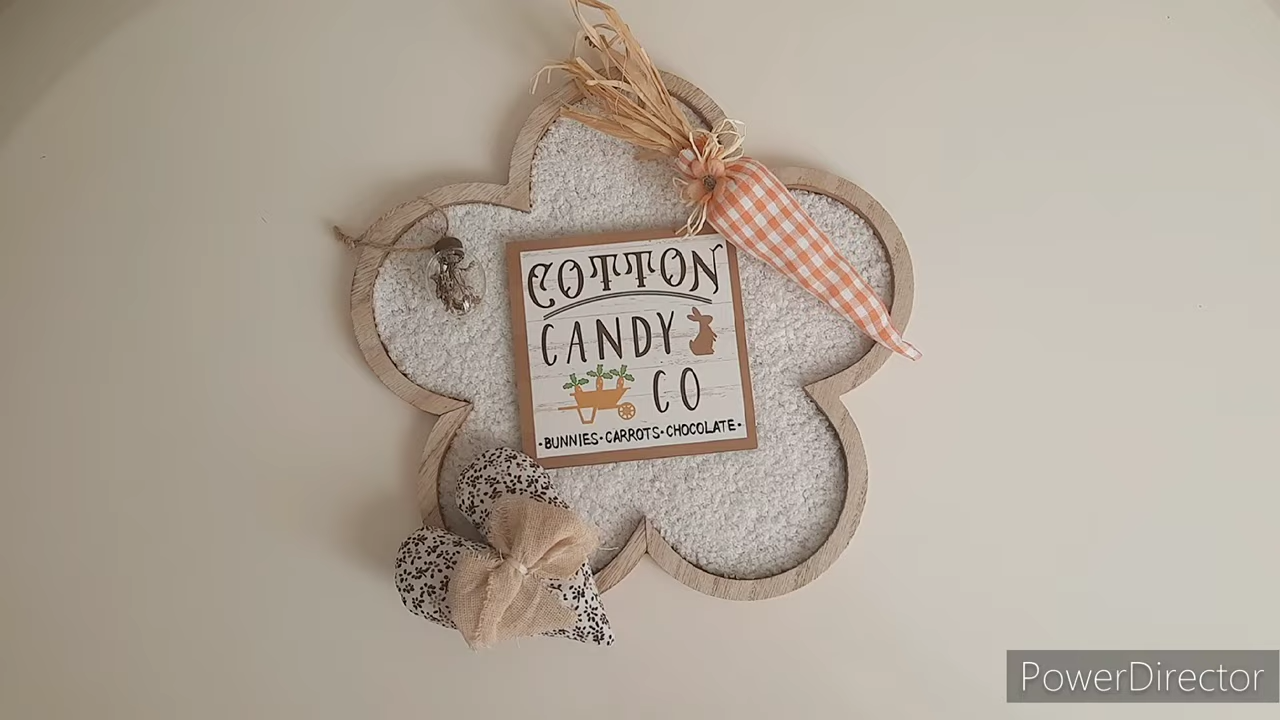 COTTON
CANDY
CO
•BUNNIES•CARROTS•CHOCOLATE•
PowerDirector